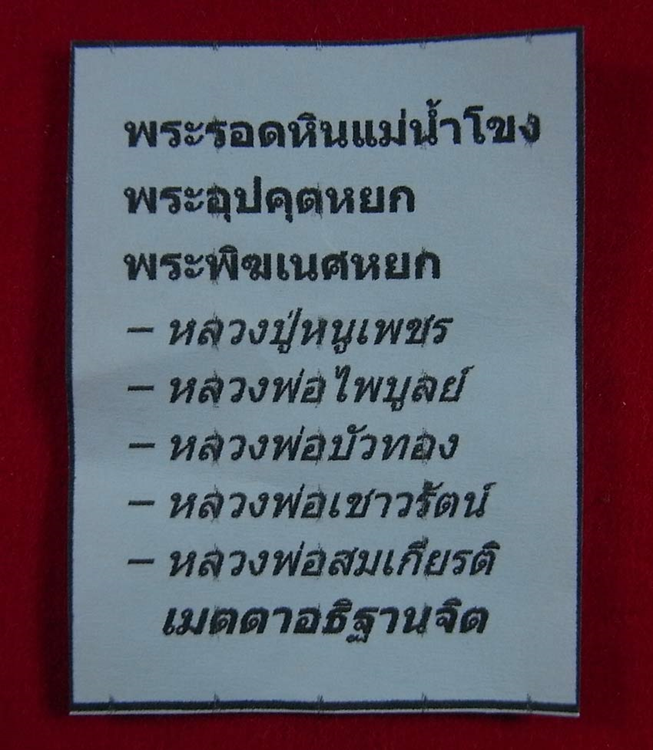 พระรอดหินแม่น้ำโขง
พระอุปคุตหยก
พระพิฆเนศหยก
– หลวงปู่หนูเพชร
– หลวงพ่อไพบูลย์
– หลวงพ่อบัวทอง
– หลวงพ่อเชาวรัตน์
– หลวงพ่อสมเกียรติ
เมตตาอธิฐานจิต